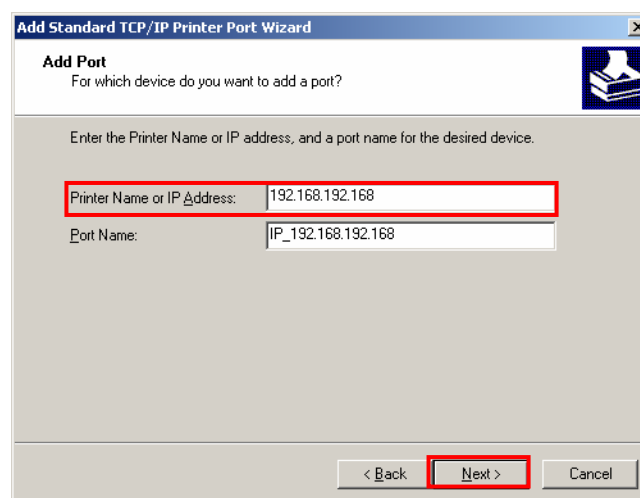 Add Standard TCP/IP Printer Port Wizard
Add Port
For which device do you want to add a port?
Enter the Printer Name or IP address, and a port name for the desired device.
Printer Name or IP Address: 192.168.192.168
Port Name: IP_192.168.192.168
< Back Next > Cancel